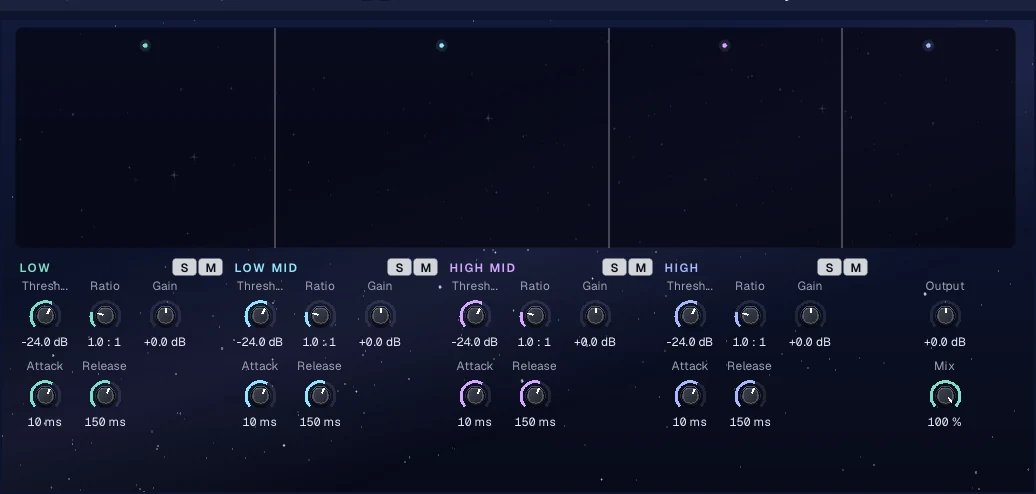 LOW S M LOW MID S M HIGH MID S M HIGH S M
Thresh... Ratio Gain Thresh... Ratio Gain Thresh... Ratio Gain Thresh... Ratio Gain Output
-24.0 dB 1.0 : 1 +0.0 dB -24.0 dB 1.0 : 1 +0.0 dB -24.0 dB 1.0 : 1 +0.0 dB -24.0 dB 1.0 : 1 +0.0 dB +0.0 dB
Attack Release Attack Release Attack Release Attack Release Mix
10 ms 150 ms 10 ms 150 ms 10 ms 150 ms 10 ms 150 ms 100 %